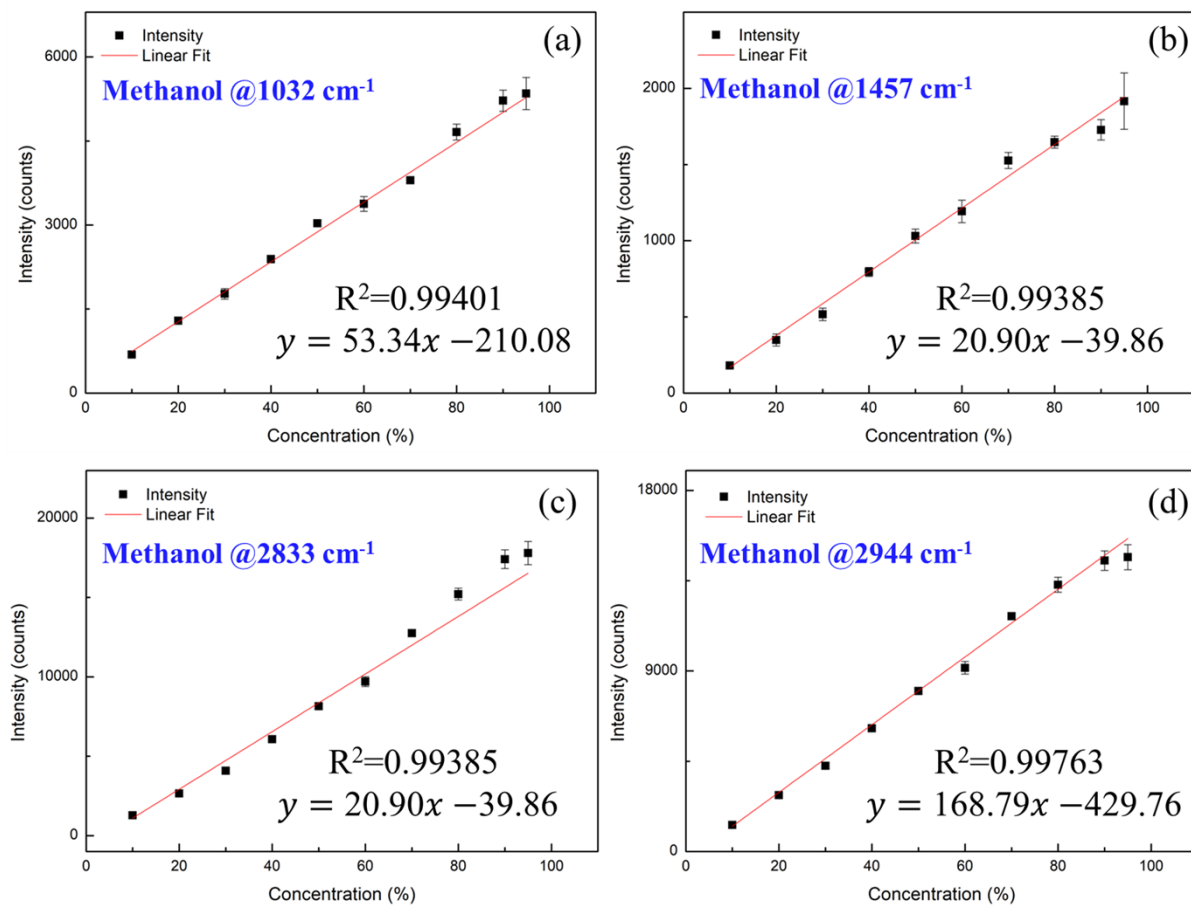 Intensity
Linear Fit
(a)
Methanol @1032 cm-1
R2=0.99401
y = 53.34x −210.08
6000
3000
0
Intensity (counts)
0 20 40 60 80 100
Concentration (%)
Intensity
Linear Fit
(b)
Methanol @1457 cm-1
R2=0.99385
y = 20.90x −39.86
2000
1000
0
Intensity (counts)
0 20 40 60 80 100
Concentration (%)
Intensity
Linear Fit
(c)
Methanol @2833 cm-1
R2=0.99385
y = 20.90x −39.86
20000
10000
0
Intensity (counts)
0 20 40 60 80 100
Concentration (%)
Intensity
Linear Fit
(d)
Methanol @2944 cm-1
R2=0.99763
y = 168.79x −429.76
18000
9000
0
Intensity (counts)
0 20 40 60 80 100
Concentration (%)